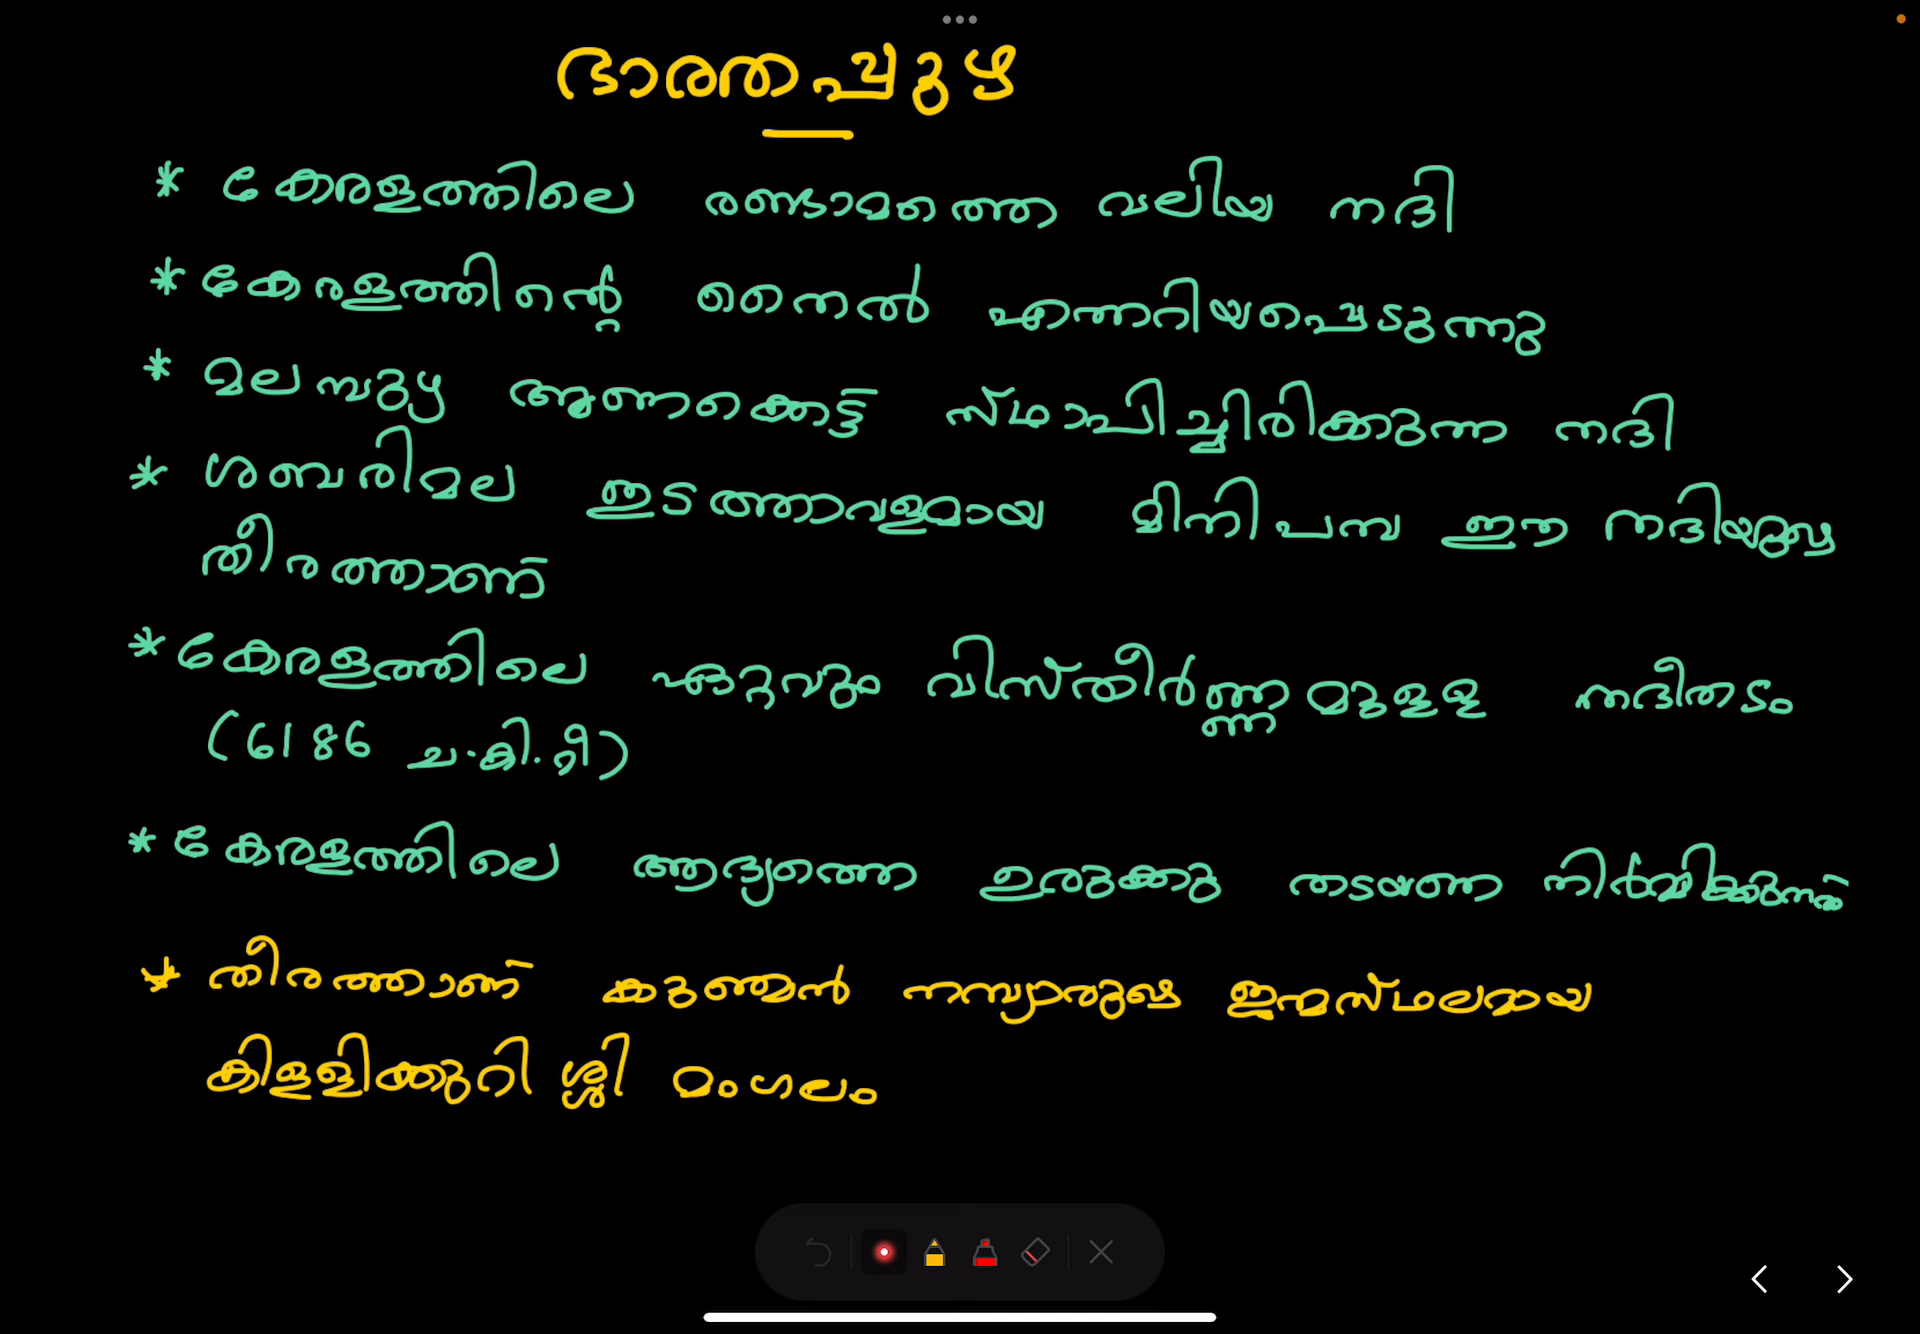 ഭാരതപ്പുഴ
* കേരളത്തിലെ രണ്ടാമത്തെ വലിയ നദി
* കേരളത്തിന്റെ നൈൽ എന്നറിയപ്പെടുന്നു
* മലമ്പുഴ അണക്കെട്ട് സ്ഥാപിച്ചിരിക്കുന്ന നദി
* ശബരിമല ഇടത്താവളമായ മിനി പമ്പ ഈ നദിയുടെ
തീരത്താണ്
* കേരളത്തിലെ ഏറ്റവും വിസ്തീർണ്ണമുള്ള നദീതടം
(6186 ച.കി.മീ)
* കേരളത്തിലെ ആദ്യത്തെ ഉരുക്കു തടയണ നിർമ്മിക്കുന്നത്
* തീരത്താണ് കുഞ്ചൻ നമ്പ്യാരുടെ ജന്മസ്ഥലമായ
കിള്ളിക്കുറിശ്ശി മംഗലം